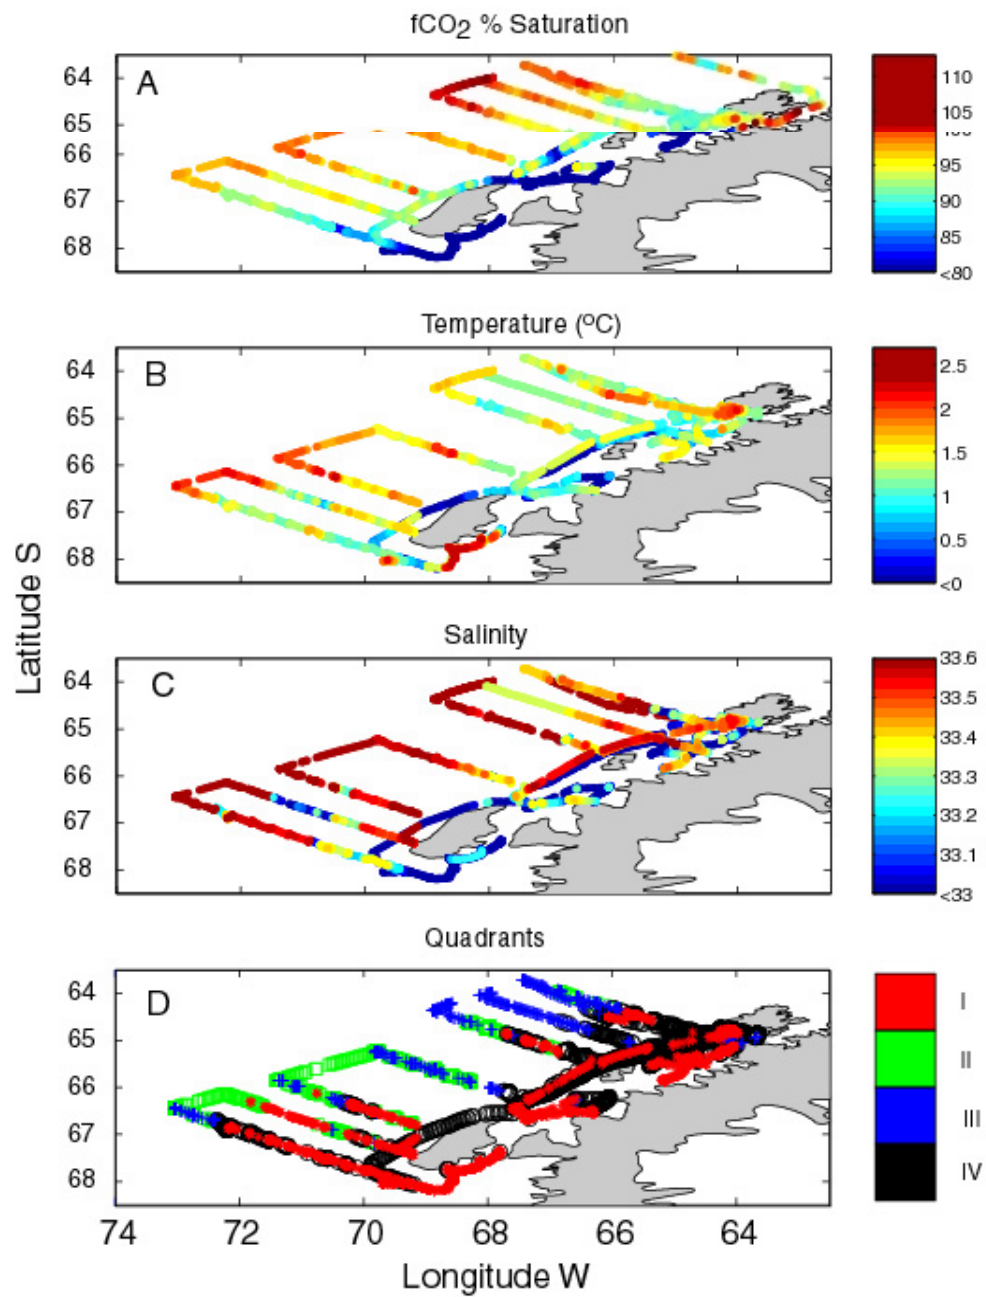 fCO2 % Saturation
A
64
65
66
67
68
110
105
100
95
90
85
<80
Temperature (ºC)
B
64
65
66
67
68
2.5
2
1.5
1
0.5
<0
Latitude S
Salinity
C
64
65
66
67
68
33.6
33.5
33.4
33.3
33.2
33.1
<33
Quadrants
D
64
65
66
67
68
I
II
III
IV
74 72 70 68 66 64
Longitude W